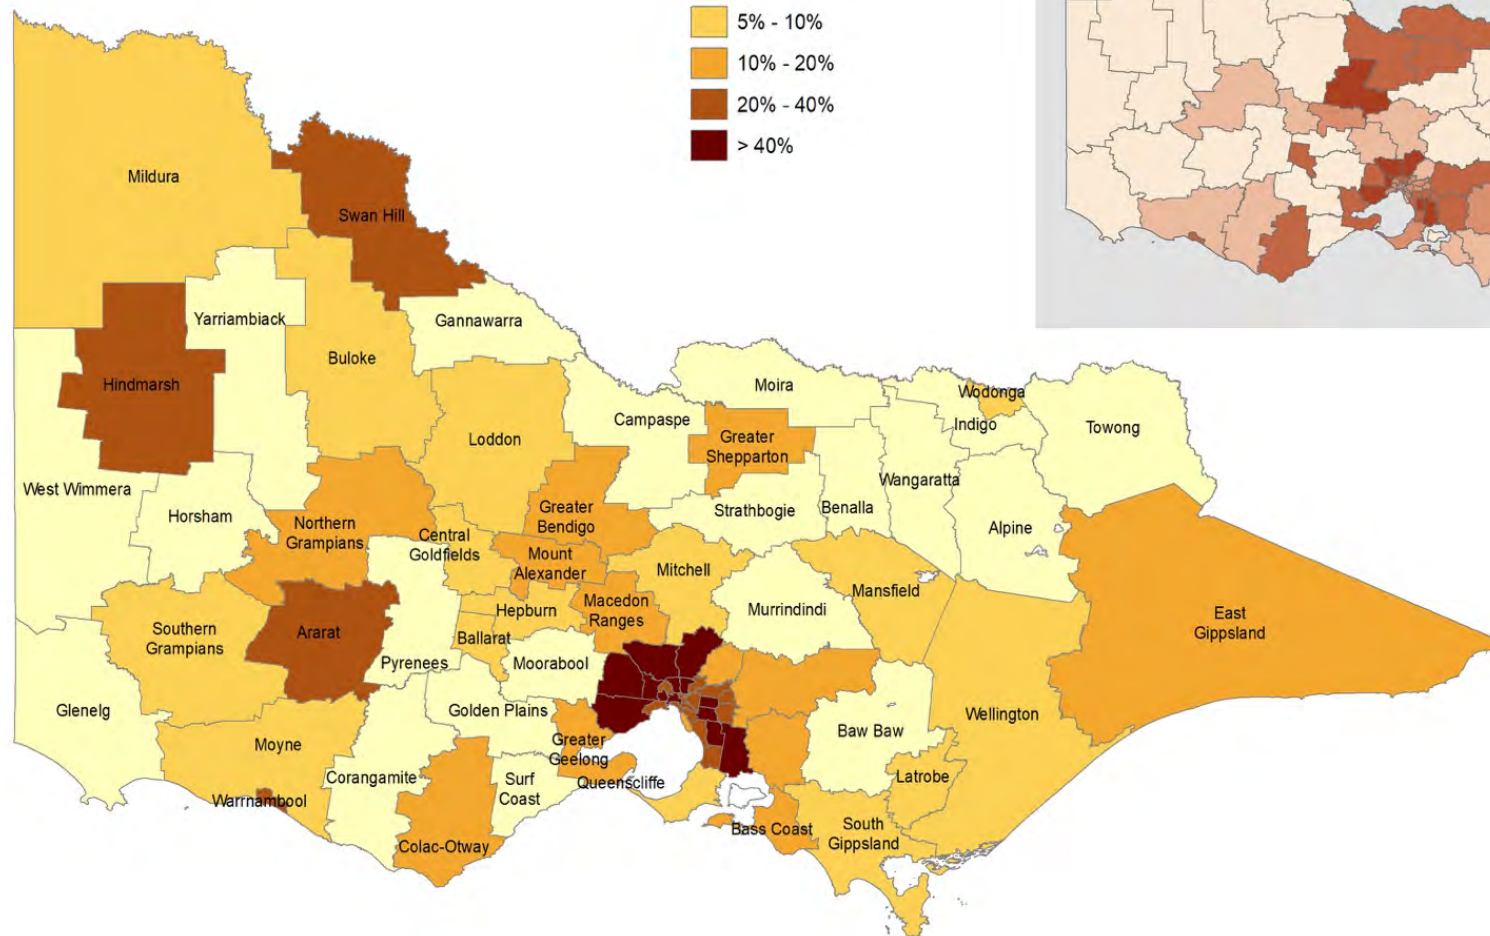 5% - 10%
10% - 20%
20% - 40%
> 40%
Mildura
Swan Hill
Yarriambiack
Gannawarra
Buloke
Hindmarsh
Moira
Wodonga
Campaspe
Indigo
Towong
Loddon
Greater
Shepparton
Wangaratta
West Wimmera
Horsham
Strathbogie
Benalla
Greater
Bendigo
Northern
Grampians
Alpine
Central
Goldfields
Mount
Alexander
Mitchell
Mansfield
Hepburn
Macedon
Ranges
Murrindindi
East
Gippsland
Southern
Grampians
Ararat
Ballarat
Pyrenees
Moorabool
Glenelg
Golden Plains
Wellington
Baw Baw
Moyne
Greater
Geelong
Corangamite
Surf
Coast
Queenscliffe
Latrobe
Warrnambool
Bass Coast
South
Gippsland
Colac-Otway